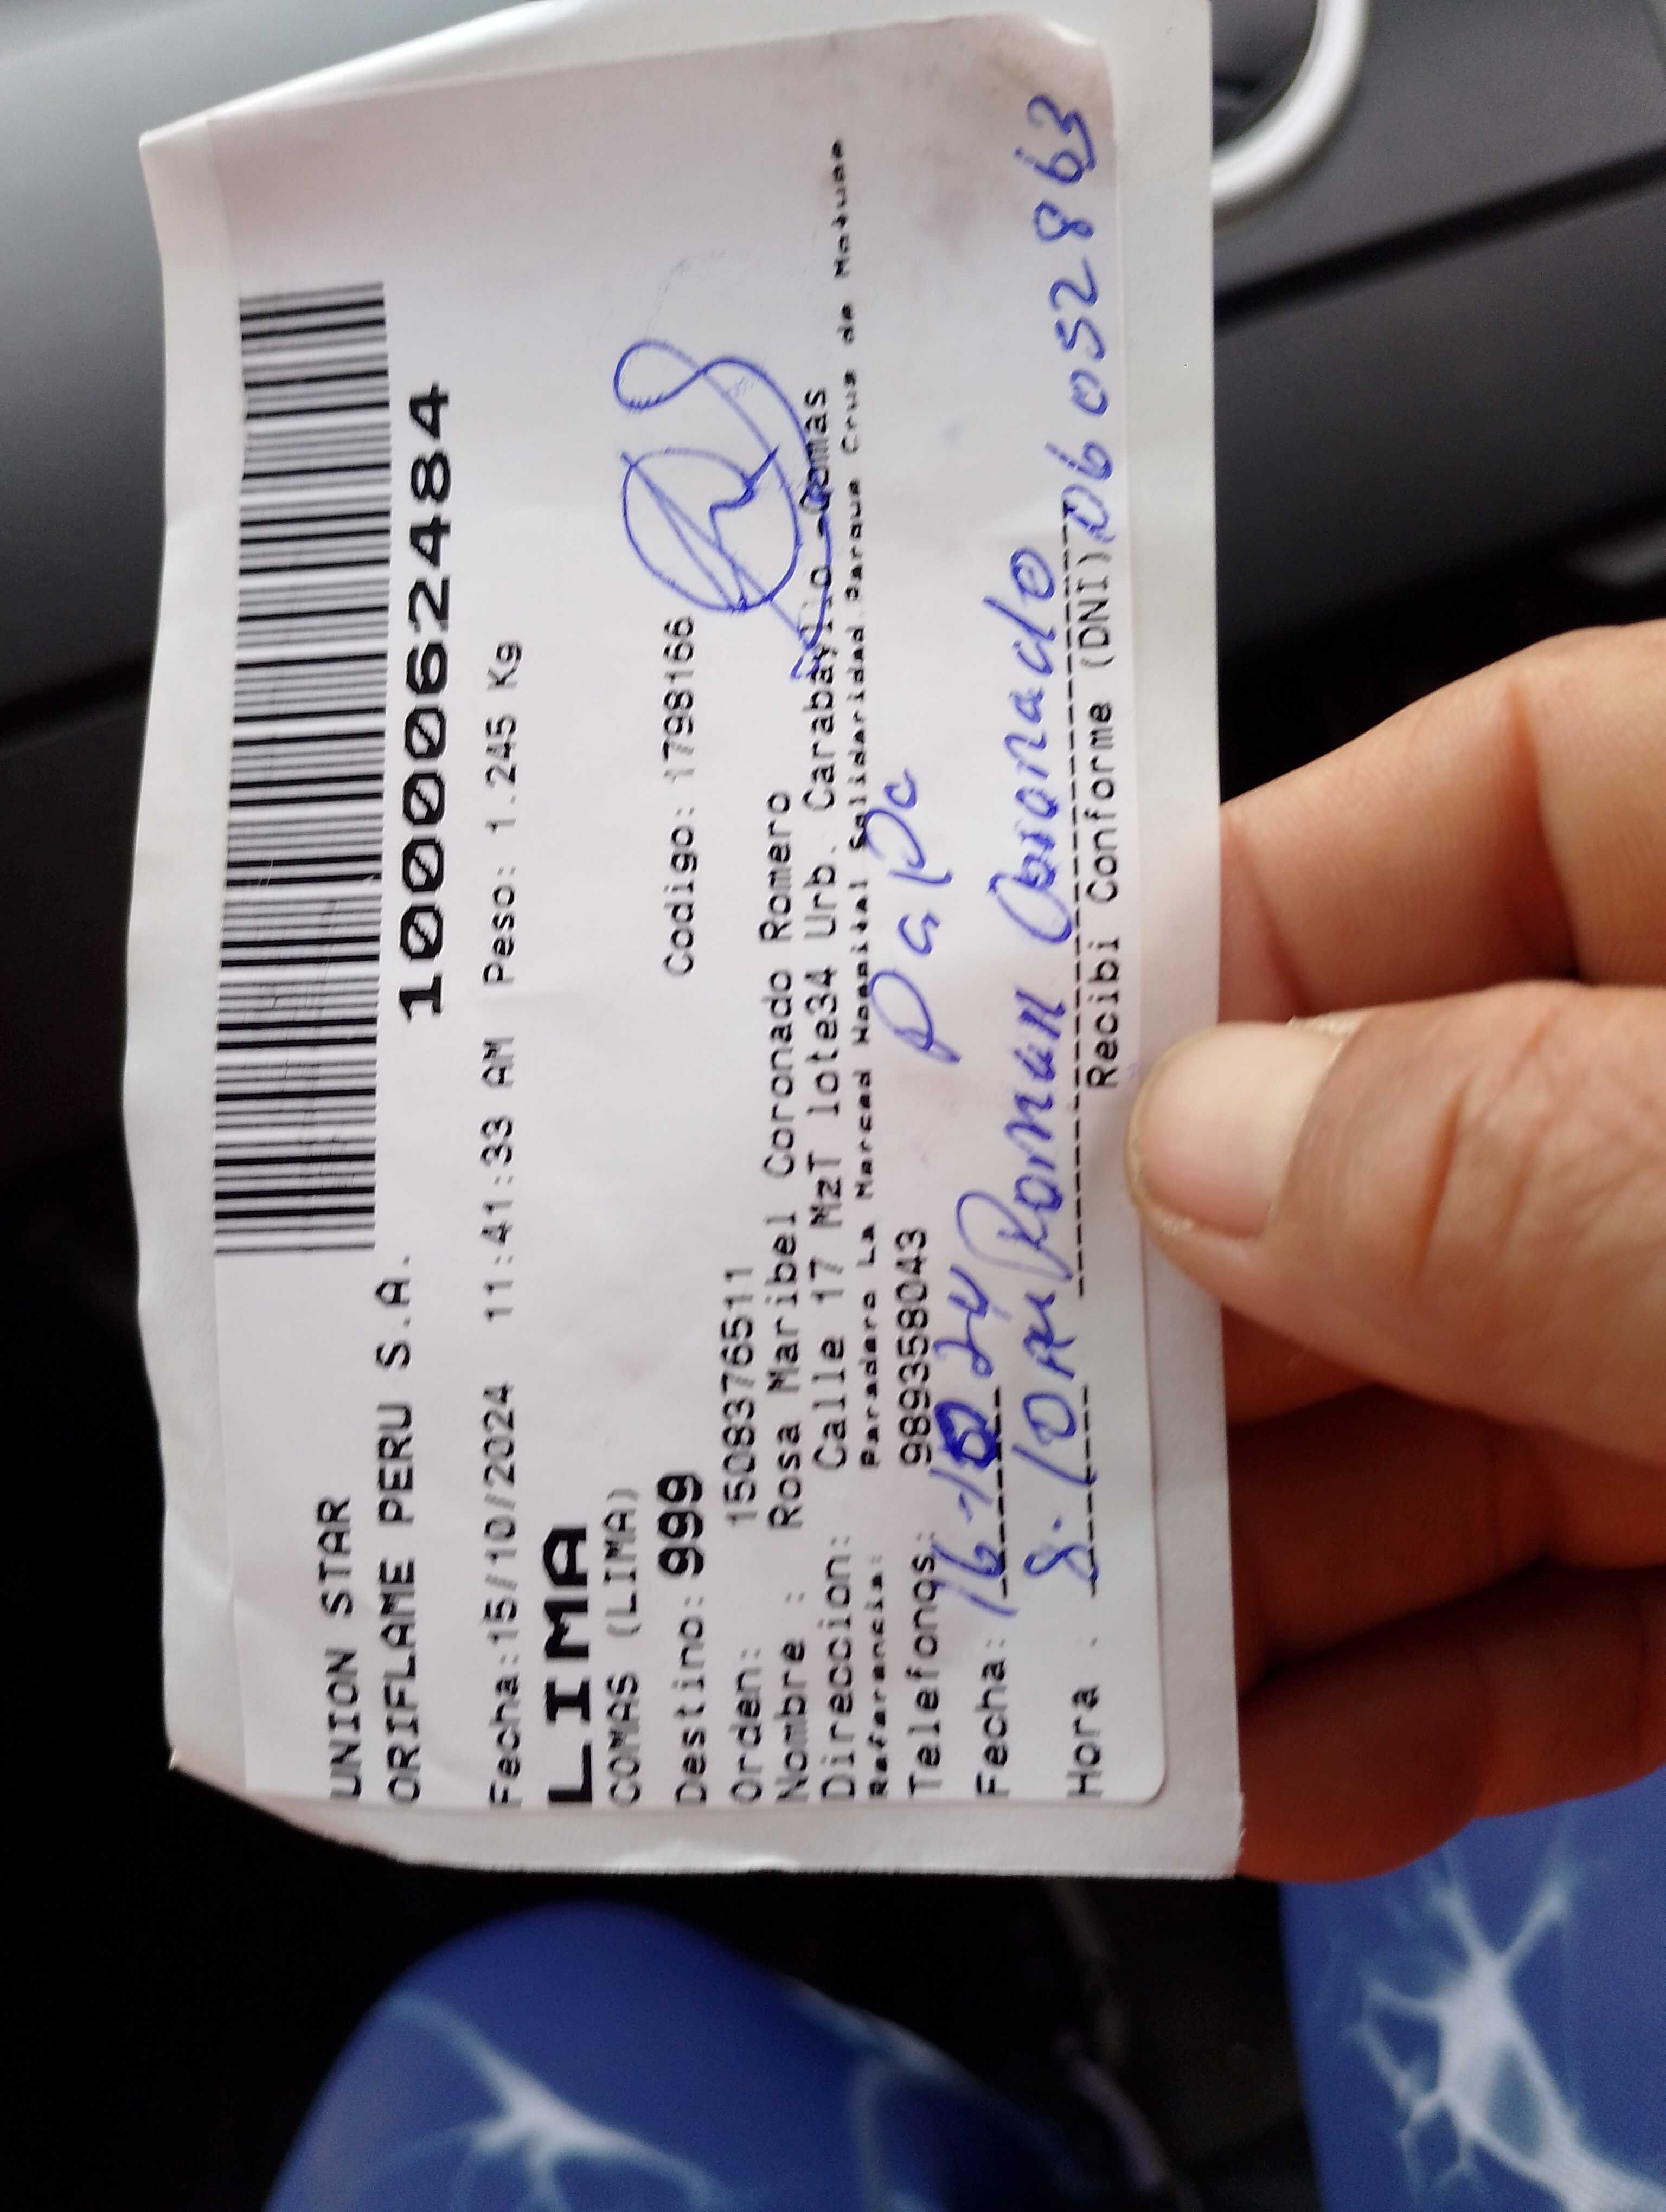 UNION STAR
ORIFLAME PERU S.A.
1000062484
Fecha:15/10/2024 11:41:33 AM Peso: 1.245 Kg
LIMA
COMAS (LIMA)
Destino: 999 Codigo: 1798166
Orden: 1508376511
Nombre : Rosa Maribel Coronado Romero
Direccion: Calle 17 MzT lote34 Urb. Carabayllo - Comas
Referencia: Paradero La Marced Hospital Solidaridad Parque Cruz de Motupe
Telefonos: 989358043
Papa
Fecha: 16-10 24
Hora : 8:10 AM Roman Coronado 06052863
Recibi Conforme (DNI)